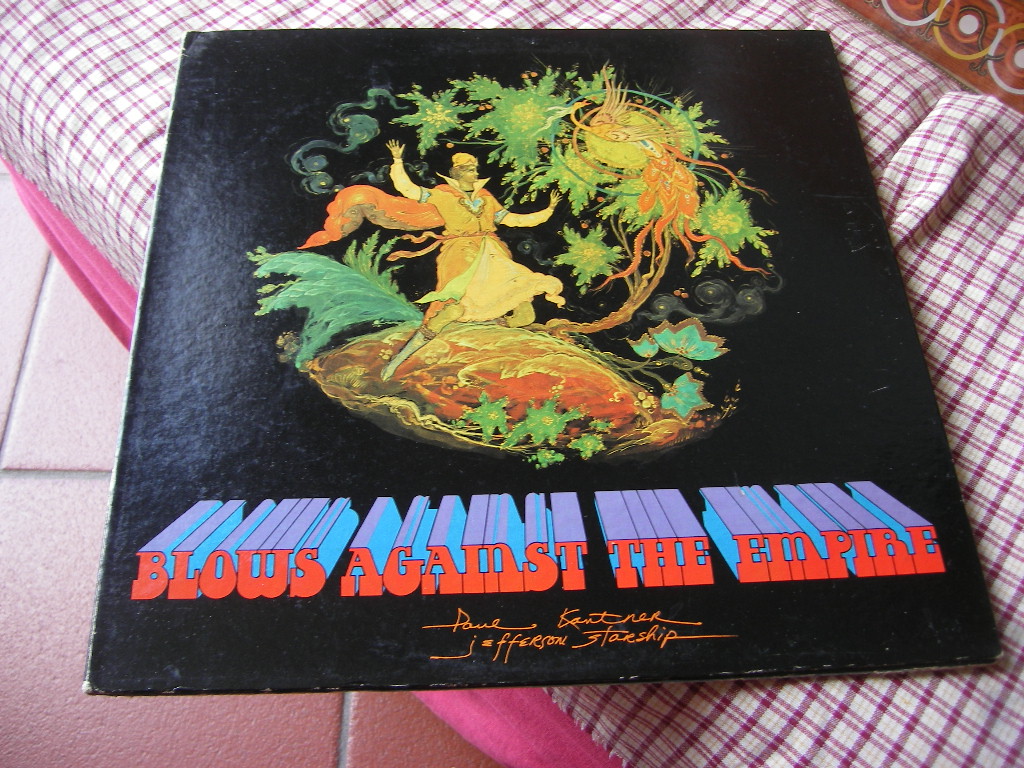 BLOWS AGAINST THE EMPIRE
Paul Kantner
jEffERSON STARSHIP